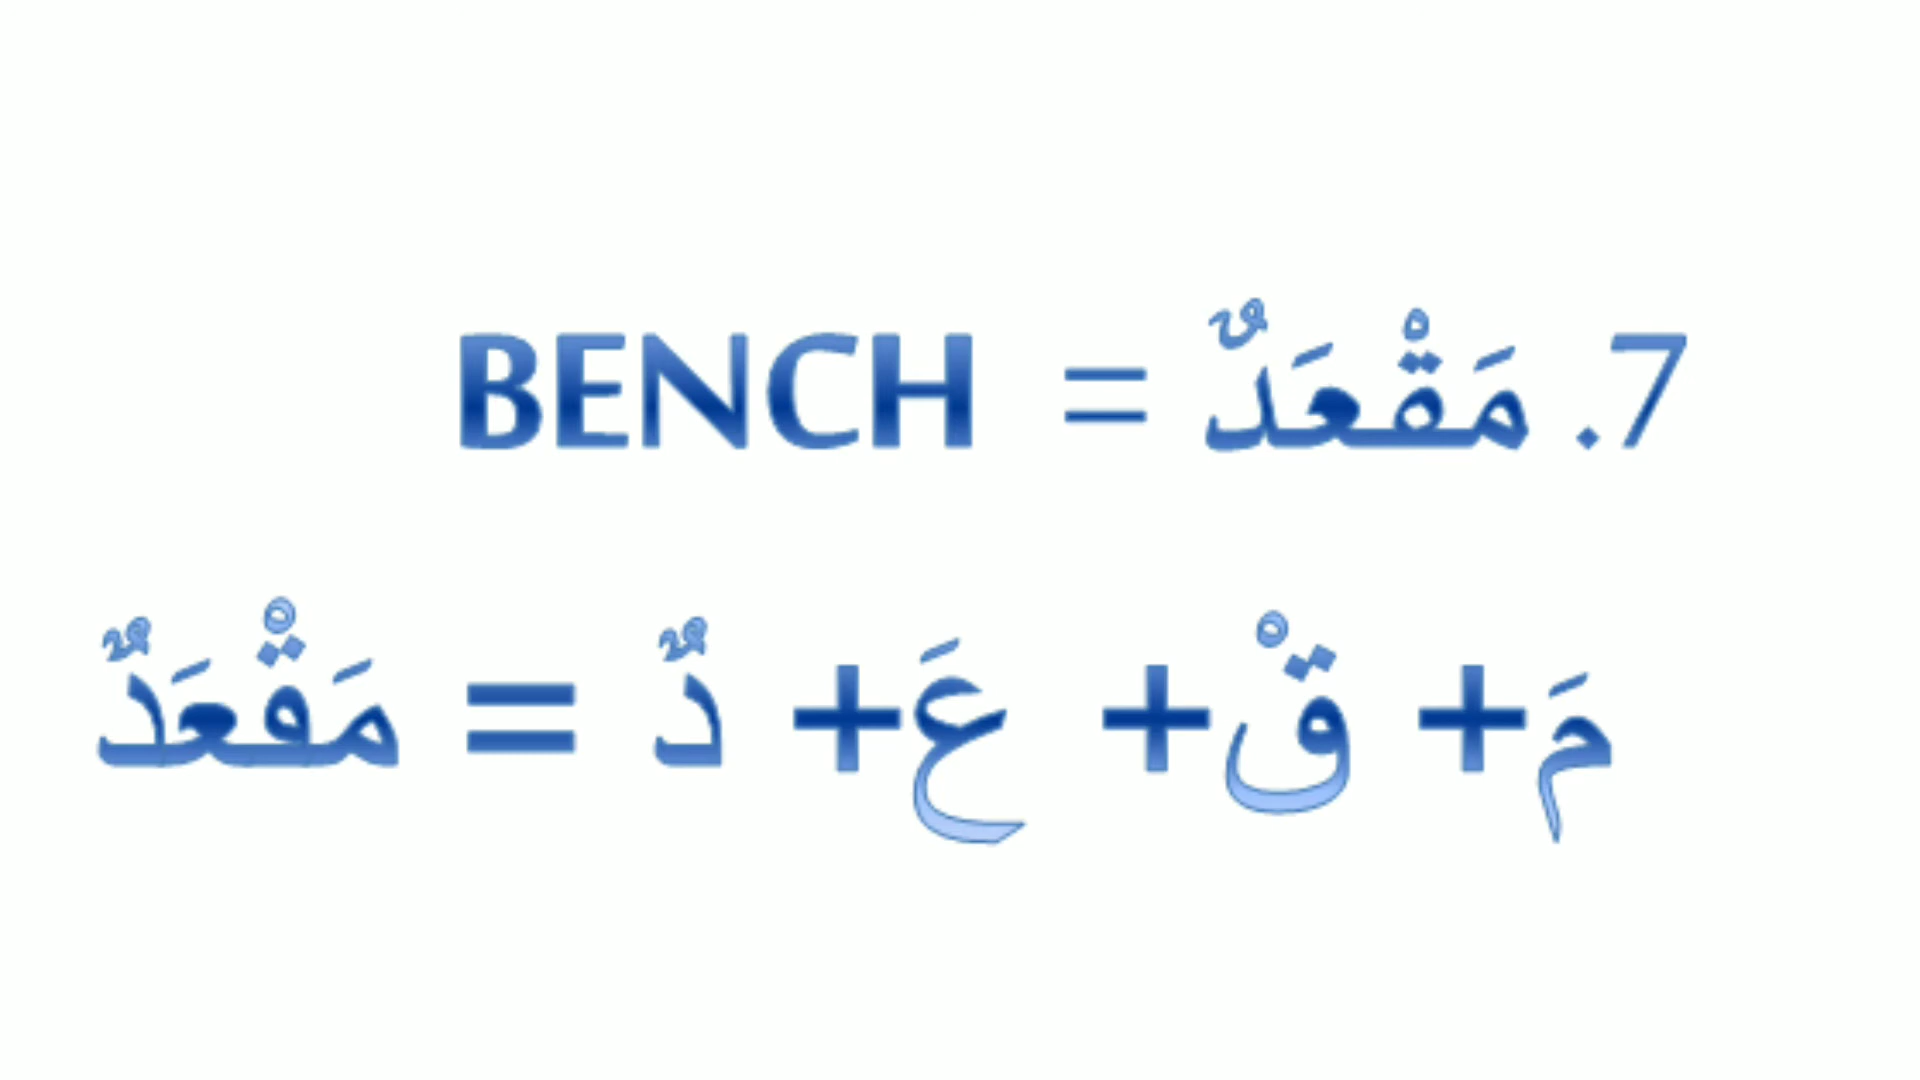 7. مَقْعَدٌ = BENCH
مَ + قْ + عَ + دٌ = مَقْعَدٌ